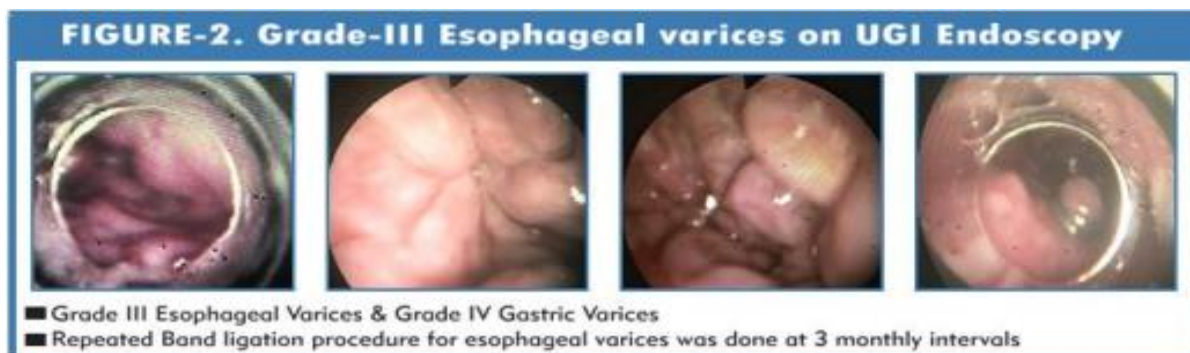 FIGURE-2. Grade-III Esophageal varices on UGI Endoscopy
Grade III Esophageal Varices & Grade IV Gastric Varices
Repeated Band ligation procedure for esophageal varices was done at 3 monthly intervals